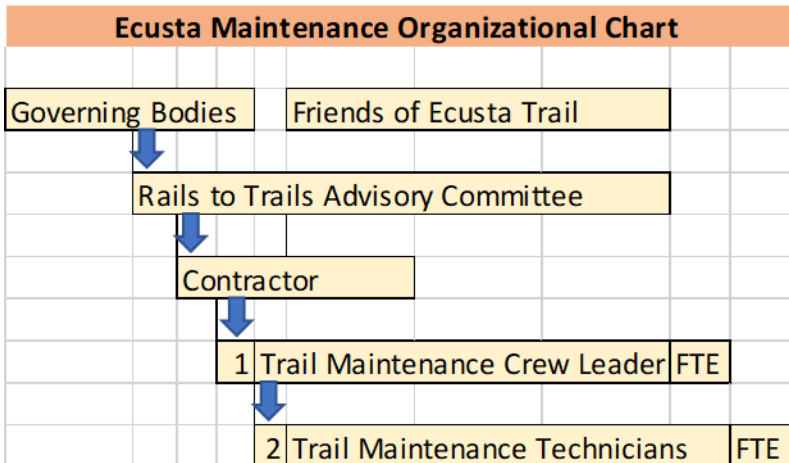 Ecusta Maintenance Organizational Chart
Governing Bodies Friends of Ecusta Trail
Rails to Trails Advisory Committee
Contractor
1 Trail Maintenance Crew Leader FTE
2 Trail Maintenance Technicians FTE